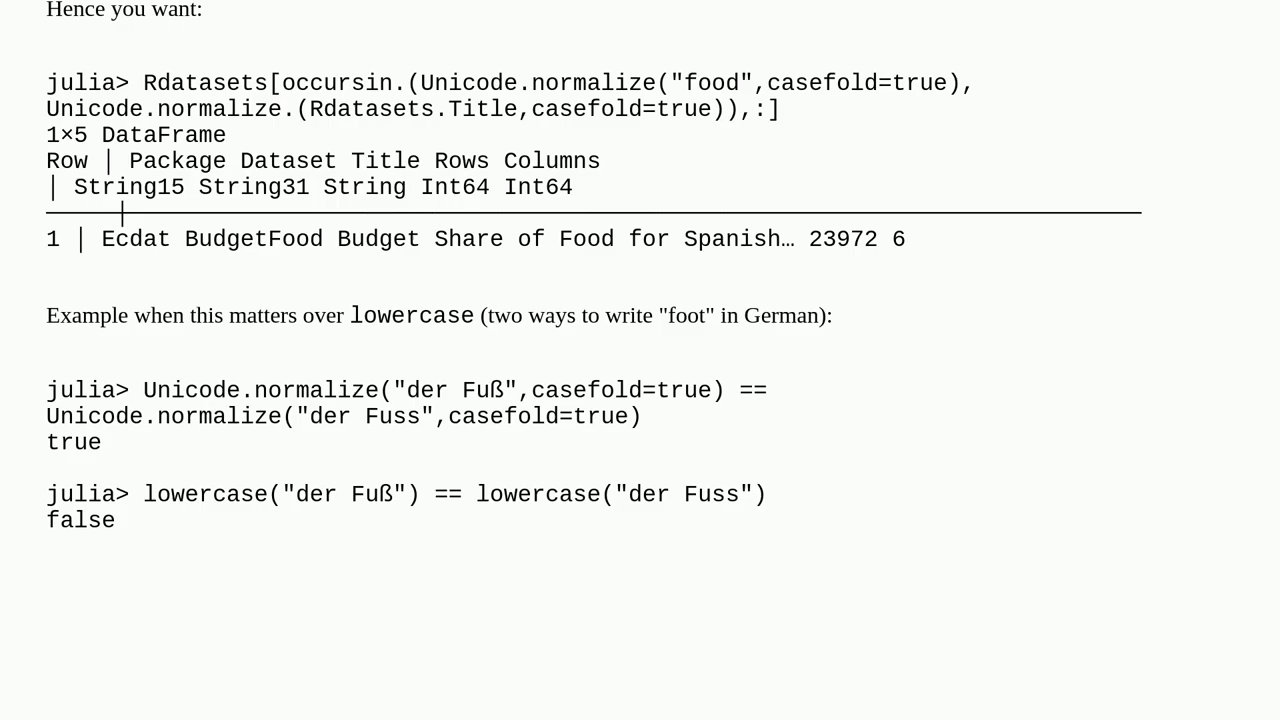 Hence you want:
julia> Rdatasets[occursin.(Unicode.normalize("food",casefold=true),
Unicode.normalize.(Rdatasets.Title,casefold=true)),:]
1×5 DataFrame
Row │ Package Dataset Title Rows Columns
│ String15 String31 String Int64 Int64
─────┼─────────────────────────────────────────────────────────────────────────
1 │ Ecdat BudgetFood Budget Share of Food for Spanish… 23972 6
Example when this matters over lowercase (two ways to write "foot" in German):
julia> Unicode.normalize("der Fuß",casefold=true) ==
Unicode.normalize("der Fuss",casefold=true)
true
julia> lowercase("der Fuß") == lowercase("der Fuss")
false